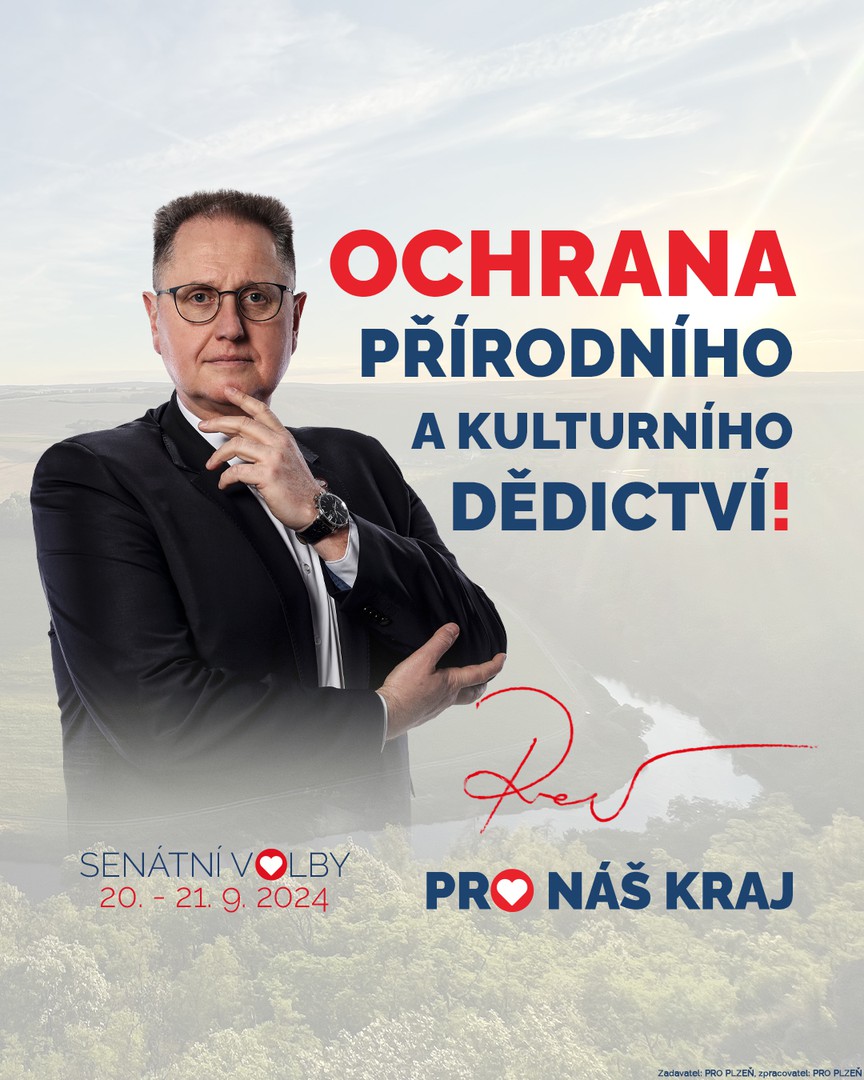 OCHRANA
PŘÍRODNÍHO
A KULTURNÍHO
DĚDICTVÍ!
SENÁTNÍ VOLBY
20. - 21. 9. 2024
PRO NÁŠ KRAJ
Zadavatel: PRO PLZEŇ, zpracovatel: PRO PLZEŇ